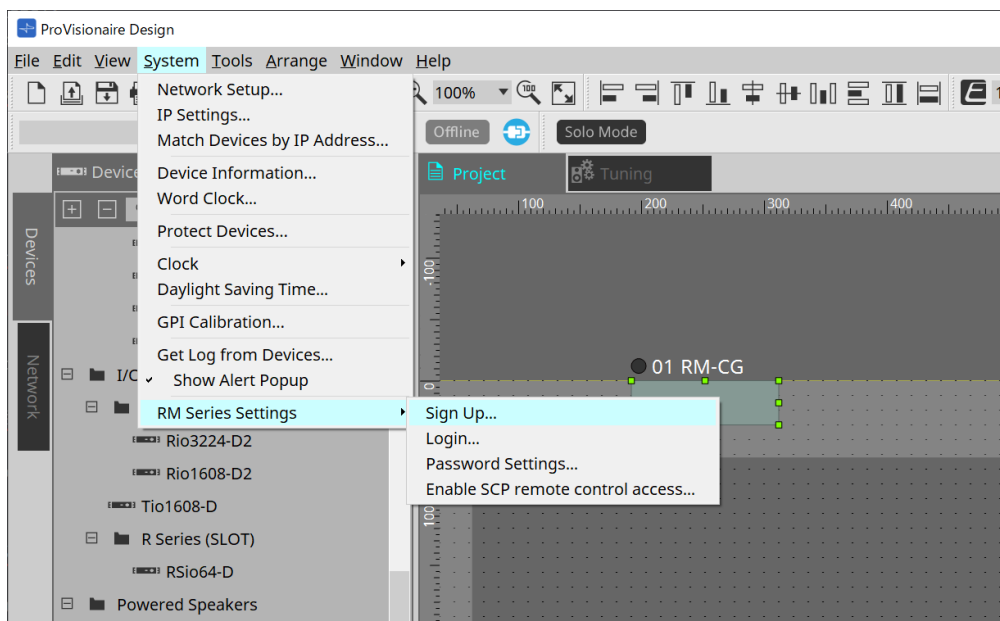 ProVisionaire Design
File Edit View System Tools Arrange Window Help
100%
100
Offline
Solo Mode
Network Setup...
IP Settings...
Match Devices by IP Address...
Device Information...
Word Clock...
Protect Devices...
Clock
Daylight Saving Time...
GPI Calibration...
Get Log from Devices...
Show Alert Popup
RM Series Settings
Sign Up...
Login...
Password Settings...
Enable SCP remote control access...
Project
Tuning
100 200 300 400
-100
0
100
01 RM-CG
Devices
Network
Rio3224-D2
Rio1608-D2
Tio1608-D
R Series (SLOT)
RSio64-D
Powered Speakers